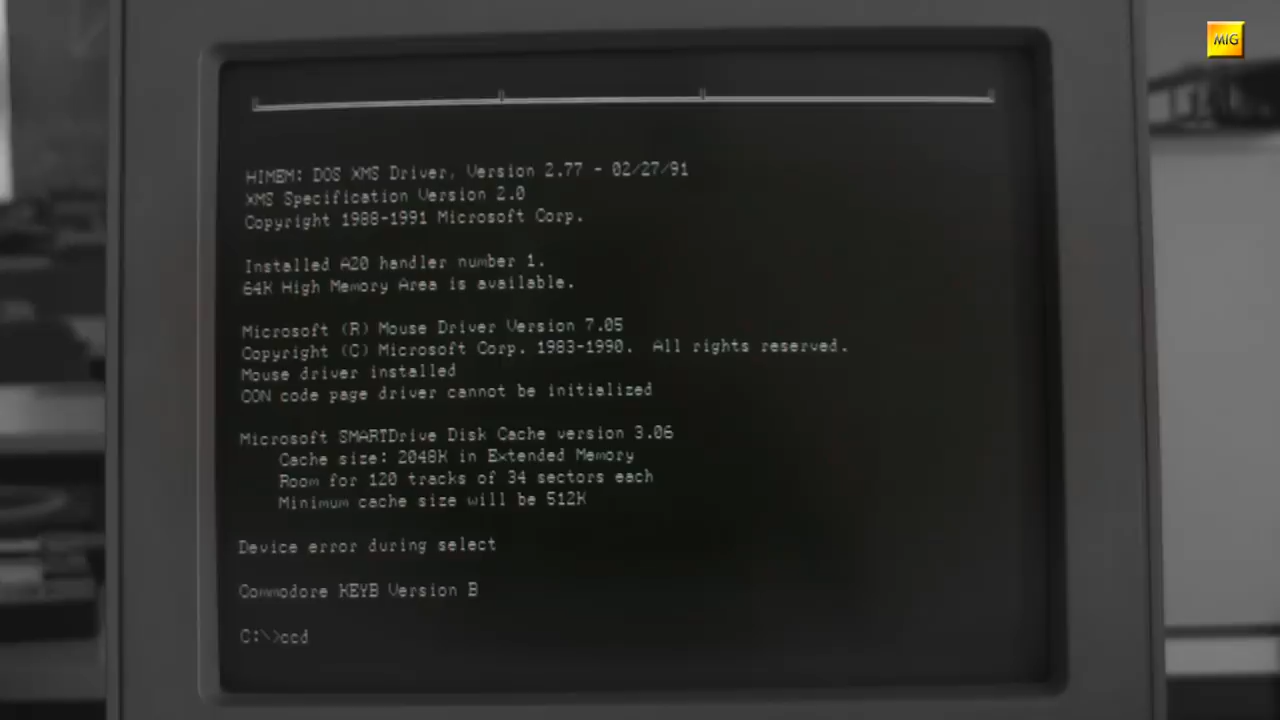 MIG
HIMEM: DOS XMS Driver, Version 2.77 - 02/27/91
XMS Specification Version 2.0
Copyright 1988-1991 Microsoft Corp.
Installed A20 handler number 1.
64K High Memory Area is available.
Microsoft (R) Mouse Driver Version 7.05
Copyright (C) Microsoft Corp. 1983-1990. All rights reserved.
Mouse driver installed
CON code page driver cannot be initialized
Microsoft SMARTDrive Disk Cache version 3.06
Cache size: 2048K in Extended Memory
Room for 120 tracks of 34 sectors each
Minimum cache size will be 512K
Device error during select
Commodore KEYB Version B
C:\>ccd